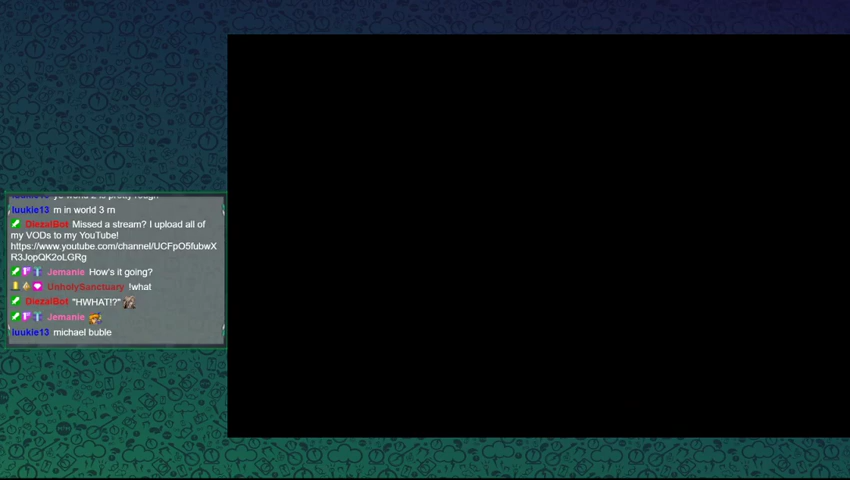 luukie13 m in world 3 rn
DiezalBot Missed a stream? I upload all of
my VODs to my YouTube!
https://www.youtube.com/channel/UCFpO5fubwX
R3JopQK2oLGRg
Jemanie How's it going?
UnholySanctuary !what
DiezalBot "HWHAT!?"
Jemanie
luukie13 michael buble